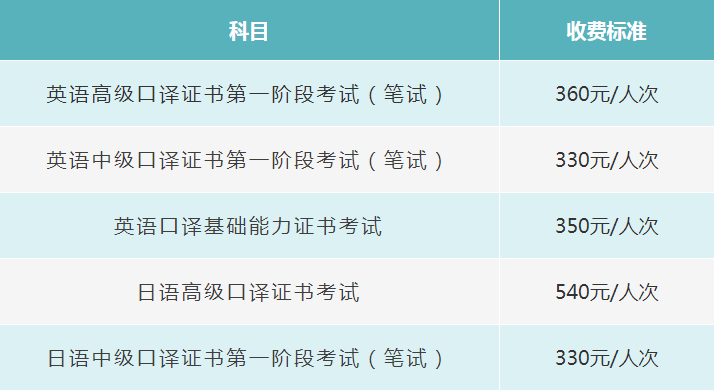 科目 收费标准
英语高级口译证书第一阶段考试（笔试） 360元/人次
英语中级口译证书第一阶段考试（笔试） 330元/人次
英语口译基础能力证书考试 350元/人次
日语高级口译证书考试 540元/人次
日语中级口译证书第一阶段考试（笔试） 330元/人次